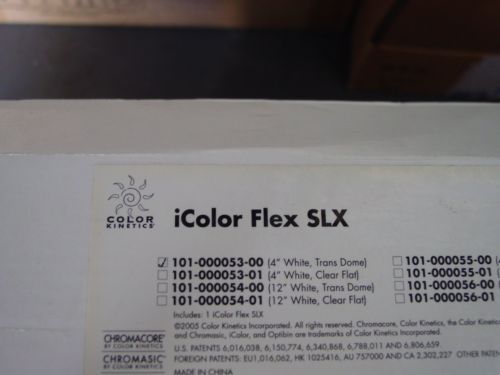 COLOR
KINETICS®
iColor Flex SLX
101-000053-00 (4" White, Trans Dome)
101-000053-01 (4" White, Clear Flat)
101-000054-00 (12" White, Trans Dome)
101-000054-01 (12" White, Clear Flat)
101-000055-00 (4
101-000055-01 (
101-000056-00 (
101-000056-01
Includes: 1 iColor Flex SLX
©2005 Color Kinetics Incorporated. All rights reserved. Chromacore, Color Kinetics, the Color Kin
and Chromasic, iColor, and Optibin are trademarks of Color Kinetics Incorporated.
CHROMACORE®
BY COLOR KINETICS
U.S. PATENTS 6,016,038, 6,150,774, 6,340,868, 6,788,011 and 6,806,659.
CHROMASIC®
BY COLOR KINETICS
FOREIGN PATENTS: EU1,016,062, HK 1025416, AU 757000 and CA 2,302,227 OTHER PATE
MADE IN CHINA